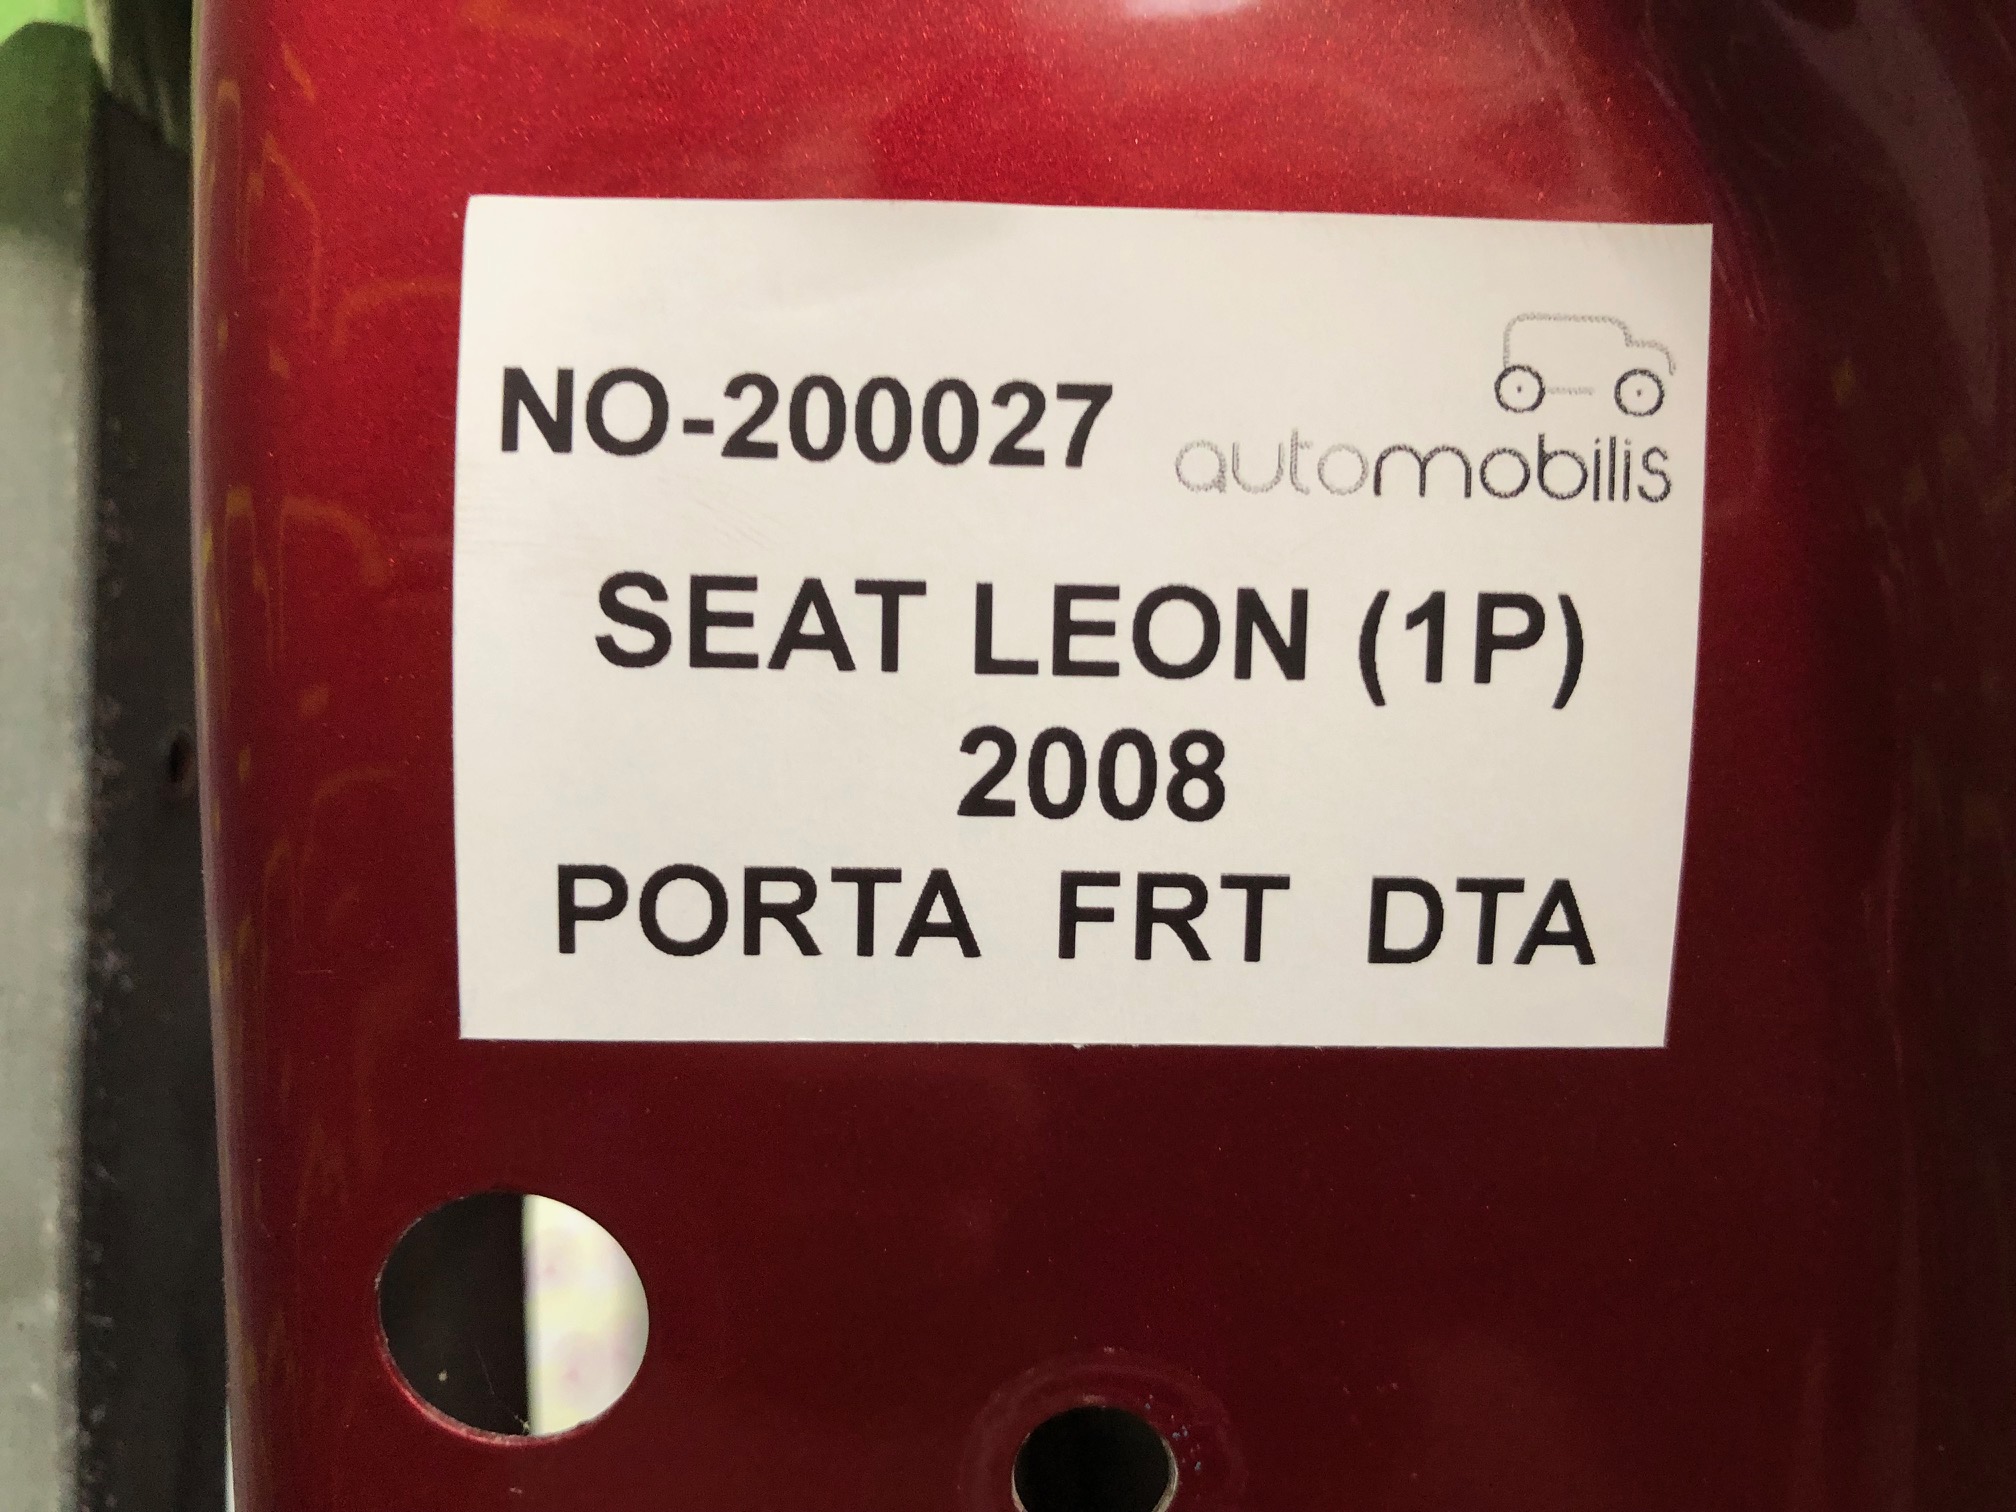 NO-200027
automobilis
SEAT LEON (1P)
2008
PORTA FRT DTA